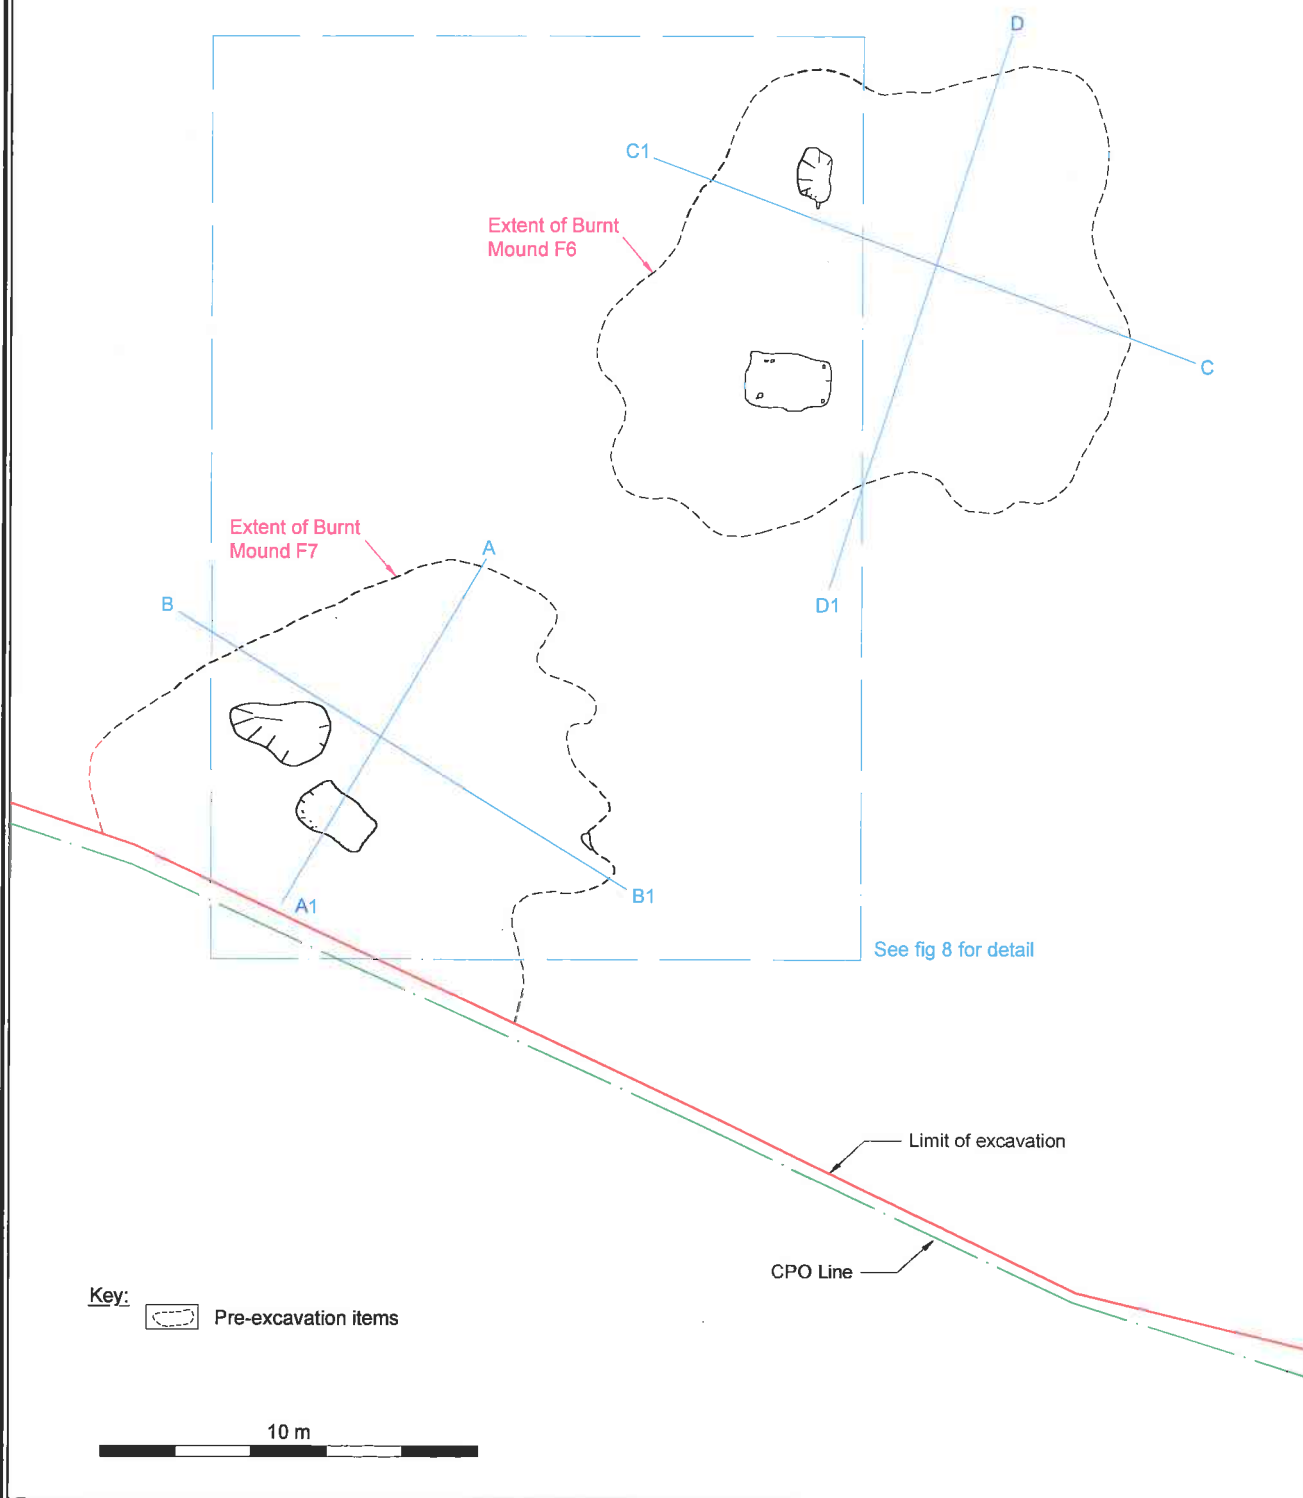 D
C1
Extent of Burnt
Mound F6
C
Extent of Burnt
Mound F7
A
B
D1
A1
B1
See fig 8 for detail
Limit of excavation
CPO Line
Key:
Pre-excavation items
10 m